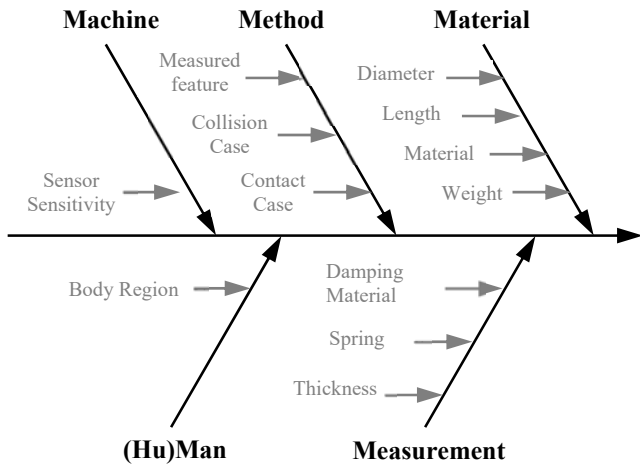 Machine
Method
Material
Measured
feature
Collision
Case
Contact
Case
Sensor
Sensitivity
Diameter
Length
Material
Weight
Body Region
Damping
Material
Spring
Thickness
(Hu)Man
Measurement